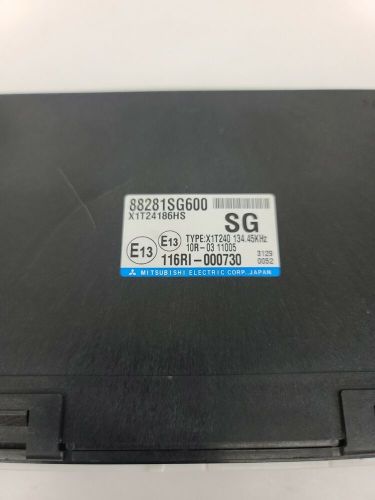 88281SG600
X1T24186HS
SG
E13 E13 TYPE:X1T240 134.45KHz
10R-03 11005
116RI-000730
3129
0052
MITSUBISHI ELECTRIC CORP. JAPAN